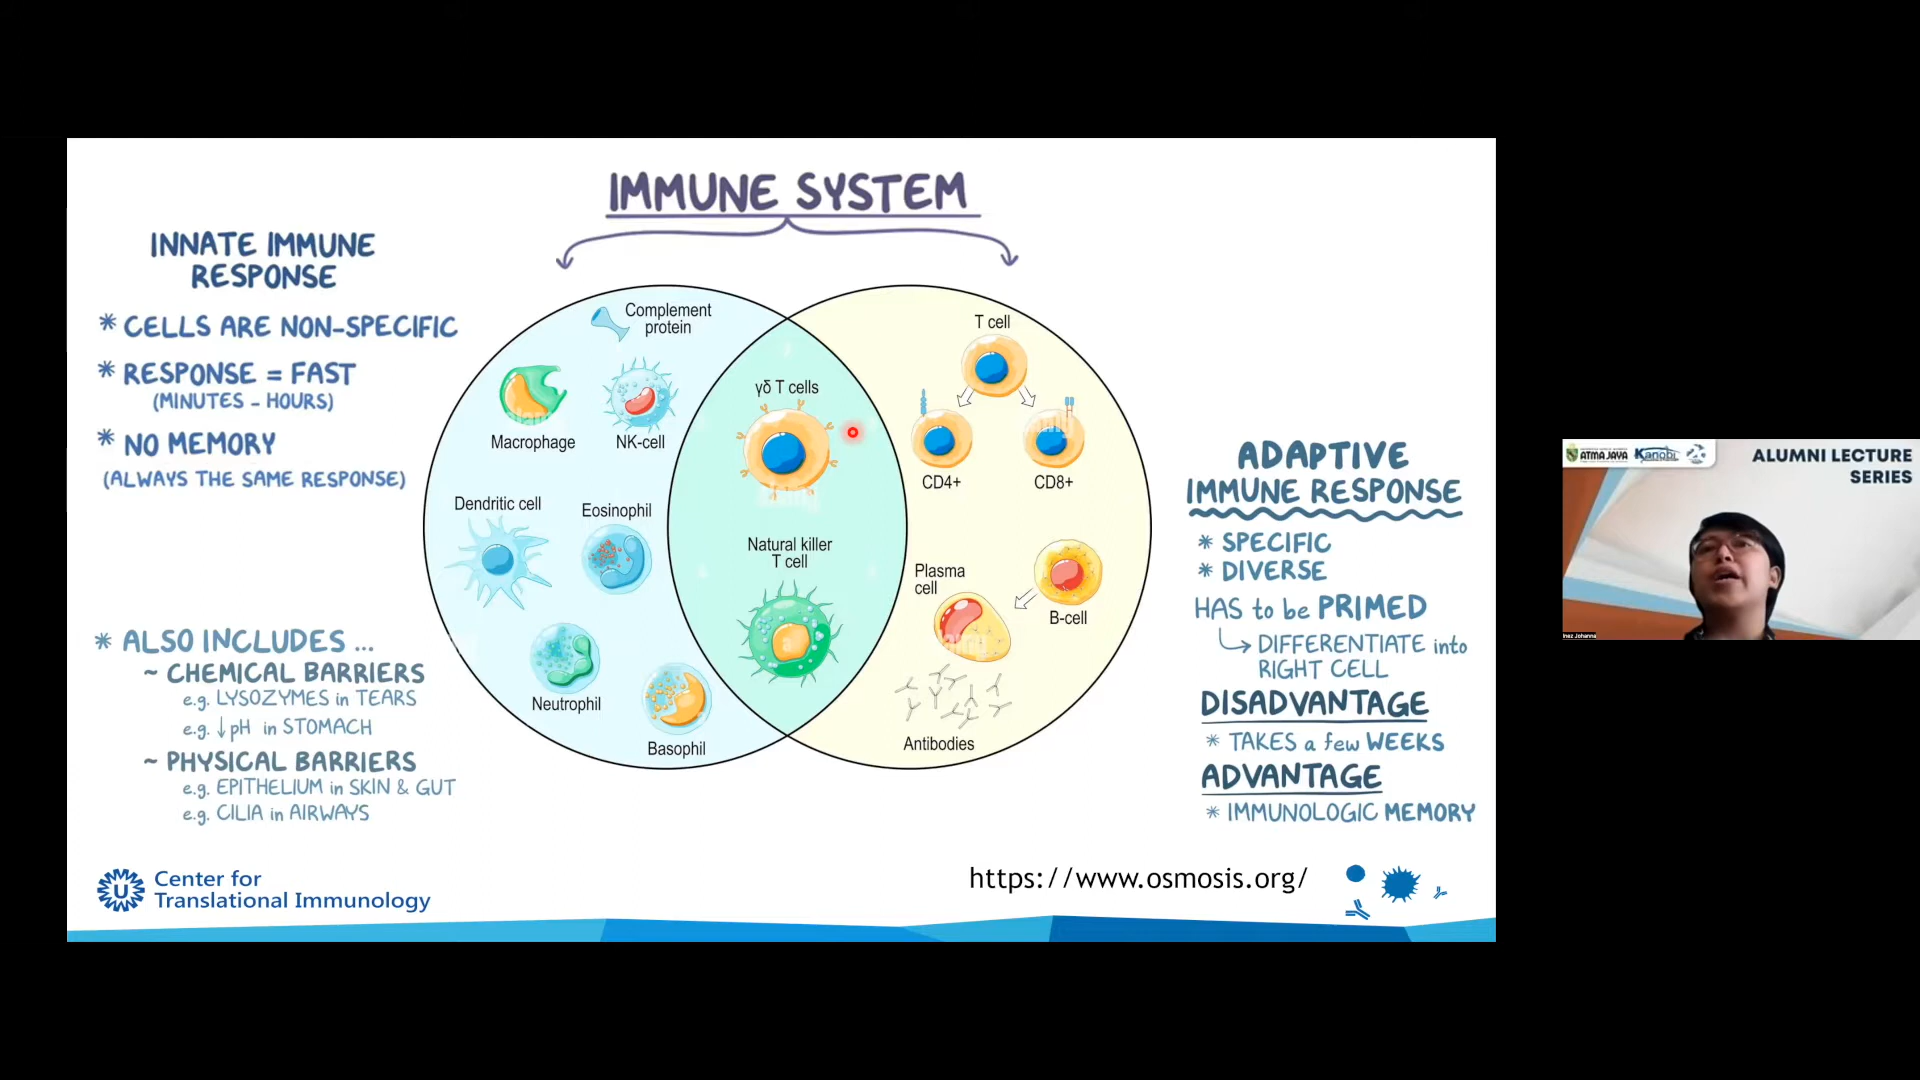 IMMUNE SYSTEM
INNATE IMMUNE
RESPONSE
* CELLS ARE NON-SPECIFIC
* RESPONSE = FAST
(MINUTES - HOURS)
* NO MEMORY
(ALWAYS THE SAME RESPONSE)
* ALSO INCLUDES ...
~ CHEMICAL BARRIERS
e.g. LYSOZYMES in TEARS
e.g. ↓pH in STOMACH
~ PHYSICAL BARRIERS
e.g. EPITHELIUM in SKIN & GUT
e.g. CILIA in AIRWAYS
Complement
protein
Macrophage
NK-cell
Dendritic cell
Eosinophil
Neutrophil
Basophil
γδ T cells
Natural killer
T cell
T cell
CD4+
CD8+
Plasma
cell
B-cell
Antibodies
ADAPTIVE
IMMUNE RESPONSE
* SPECIFIC
* DIVERSE
HAS to be PRIMED
DIFFERENTIATE into
RIGHT CELL
DISADVANTAGE
* TAKES a few WEEKS
ADVANTAGE
* IMMUNOLOGIC MEMORY
U Center for
Translational Immunology
https://www.osmosis.org/
ATMA JAYA
Kanobi
ALUMNI LECTURE
SERIES
Inez Johanna